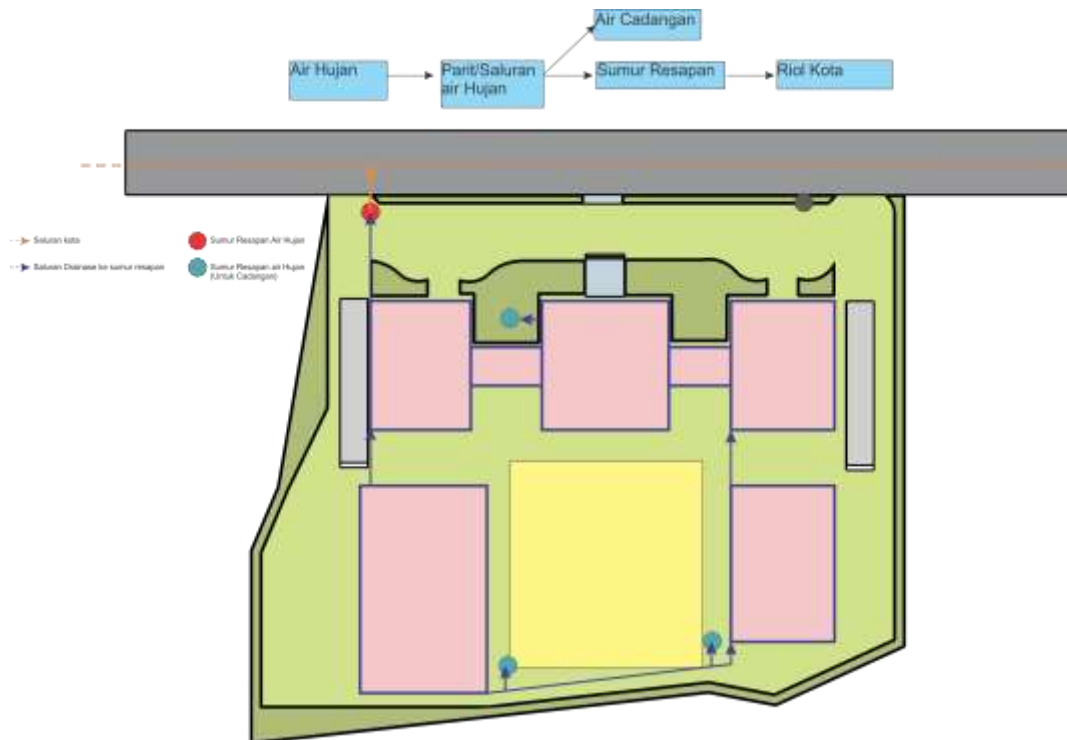 Air Cadangan
Air Hujan
Parit/Saluran
air Hujan
Sumur Resapan
Riol Kota
Saluran kota
Sumur Resapan Air Hujan
Saluran Drainase ke sumur resapan
Sumur Resapan air Hujan
(Untuk Cadangan)